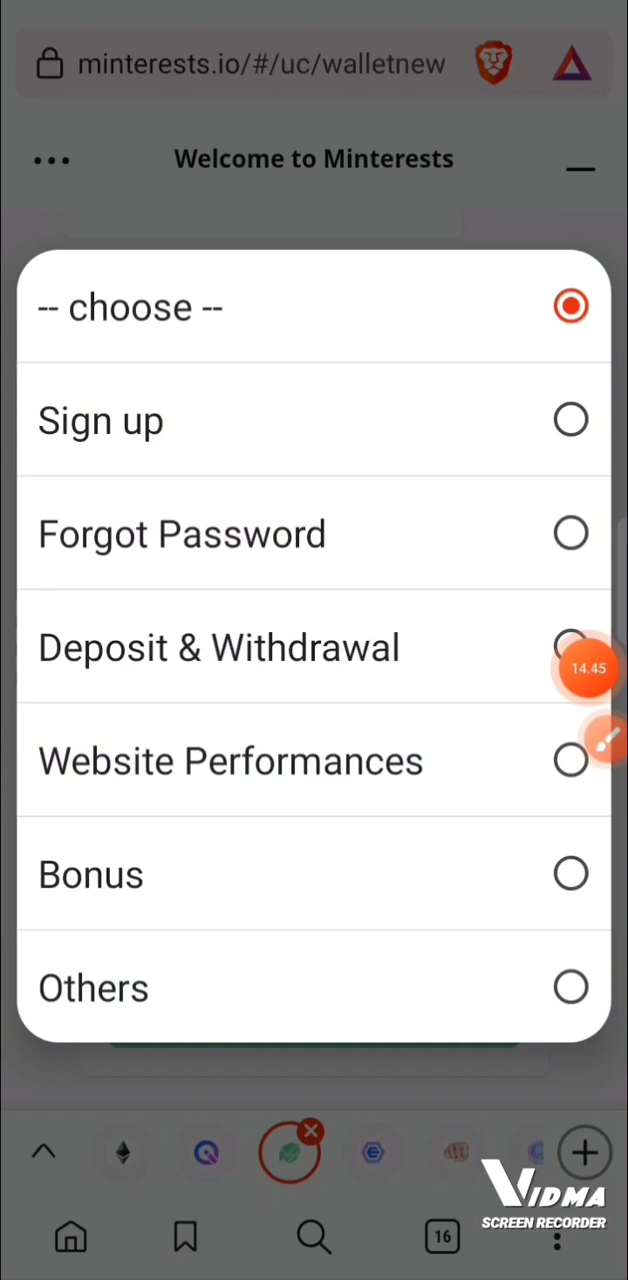 minterests.io/#/uc/walletnew
Welcome to Minterests
-- choose --
Sign up
Forgot Password
Deposit & Withdrawal
14.45
Website Performances
Bonus
Others
16
VIDMA
SCREEN RECORDER